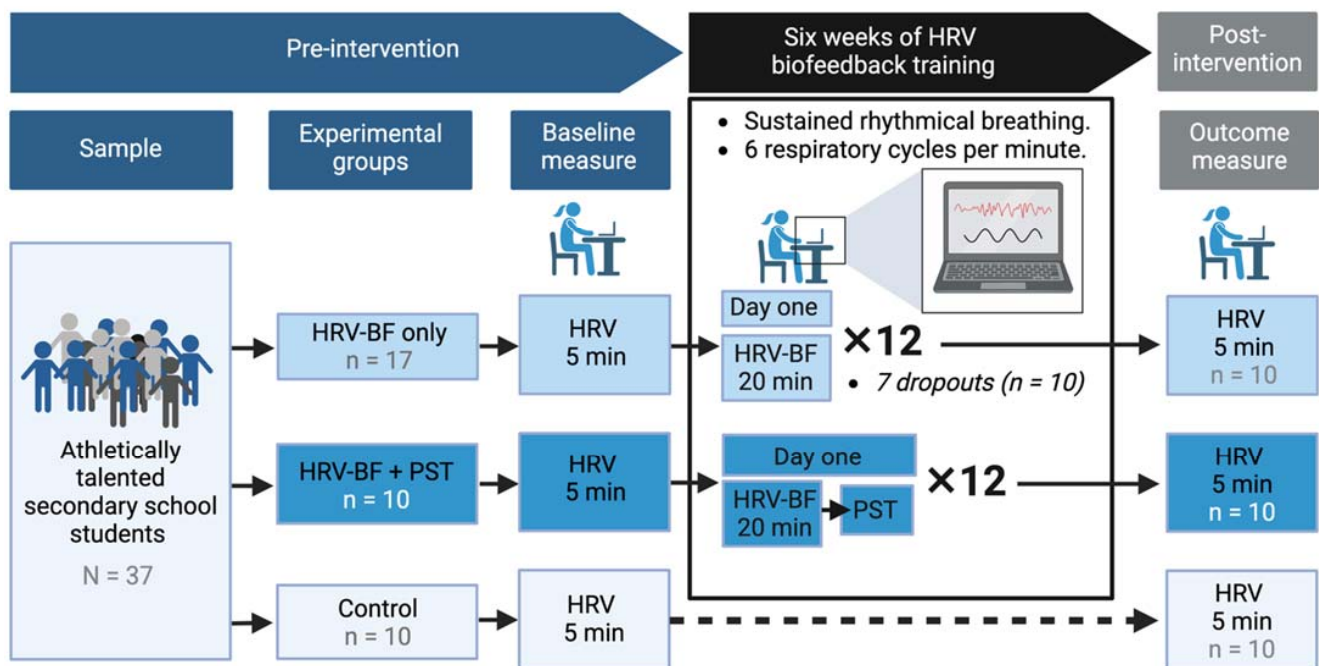 Pre-intervention
Six weeks of HRV
biofeedback training
Post-
intervention
Sample
Experimental
groups
Baseline
measure
• Sustained rhythmical breathing.
• 6 respiratory cycles per minute.
Outcome
measure
Athletically
talented
secondary school
students
N = 37
HRV-BF only
n = 17
HRV
5 min
Day one
HRV-BF
20 min
×12
• 7 dropouts (n = 10)
HRV
5 min
n = 10
HRV-BF + PST
n = 10
HRV
5 min
Day one
HRV-BF
20 min
PST
×12
HRV
5 min
n = 10
Control
n = 10
HRV
5 min
HRV
5 min
n = 10